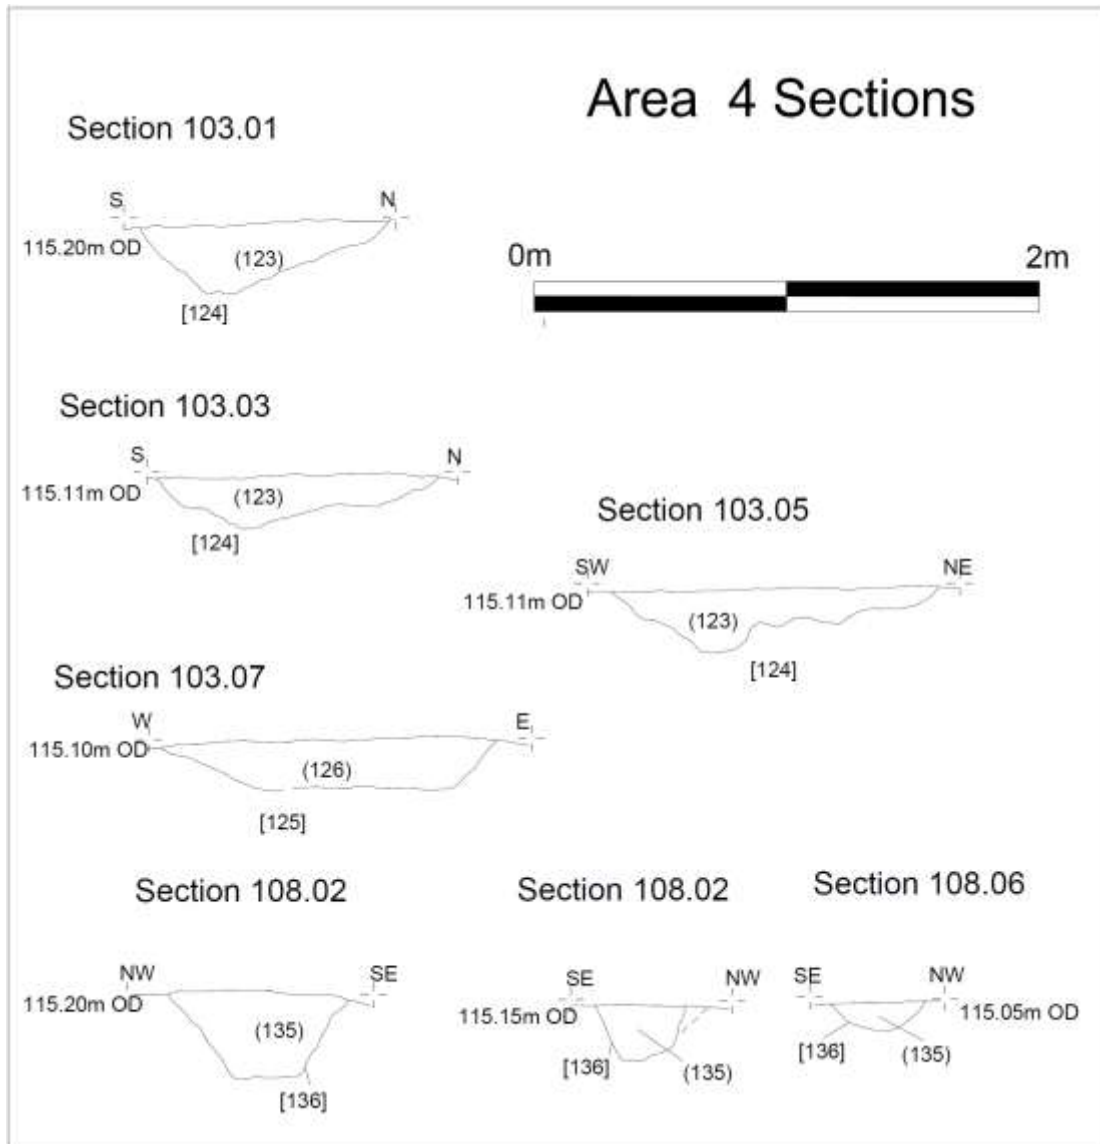 Area 4 Sections
Section 103.01
S N
115.20m OD
(123)
[124]
0m 2m
Section 103.03
S N
115.11m OD
(123)
[124]
Section 103.05
SW NE
115.11m OD
(123)
[124]
Section 103.07
W E
115.10m OD
(126)
[125]
Section 108.02
NW SE
115.20m OD
(135)
[136]
Section 108.02
SE NW
115.15m OD
[136]
(135)
Section 108.06
SE NW
115.05m OD
[136]
(135)